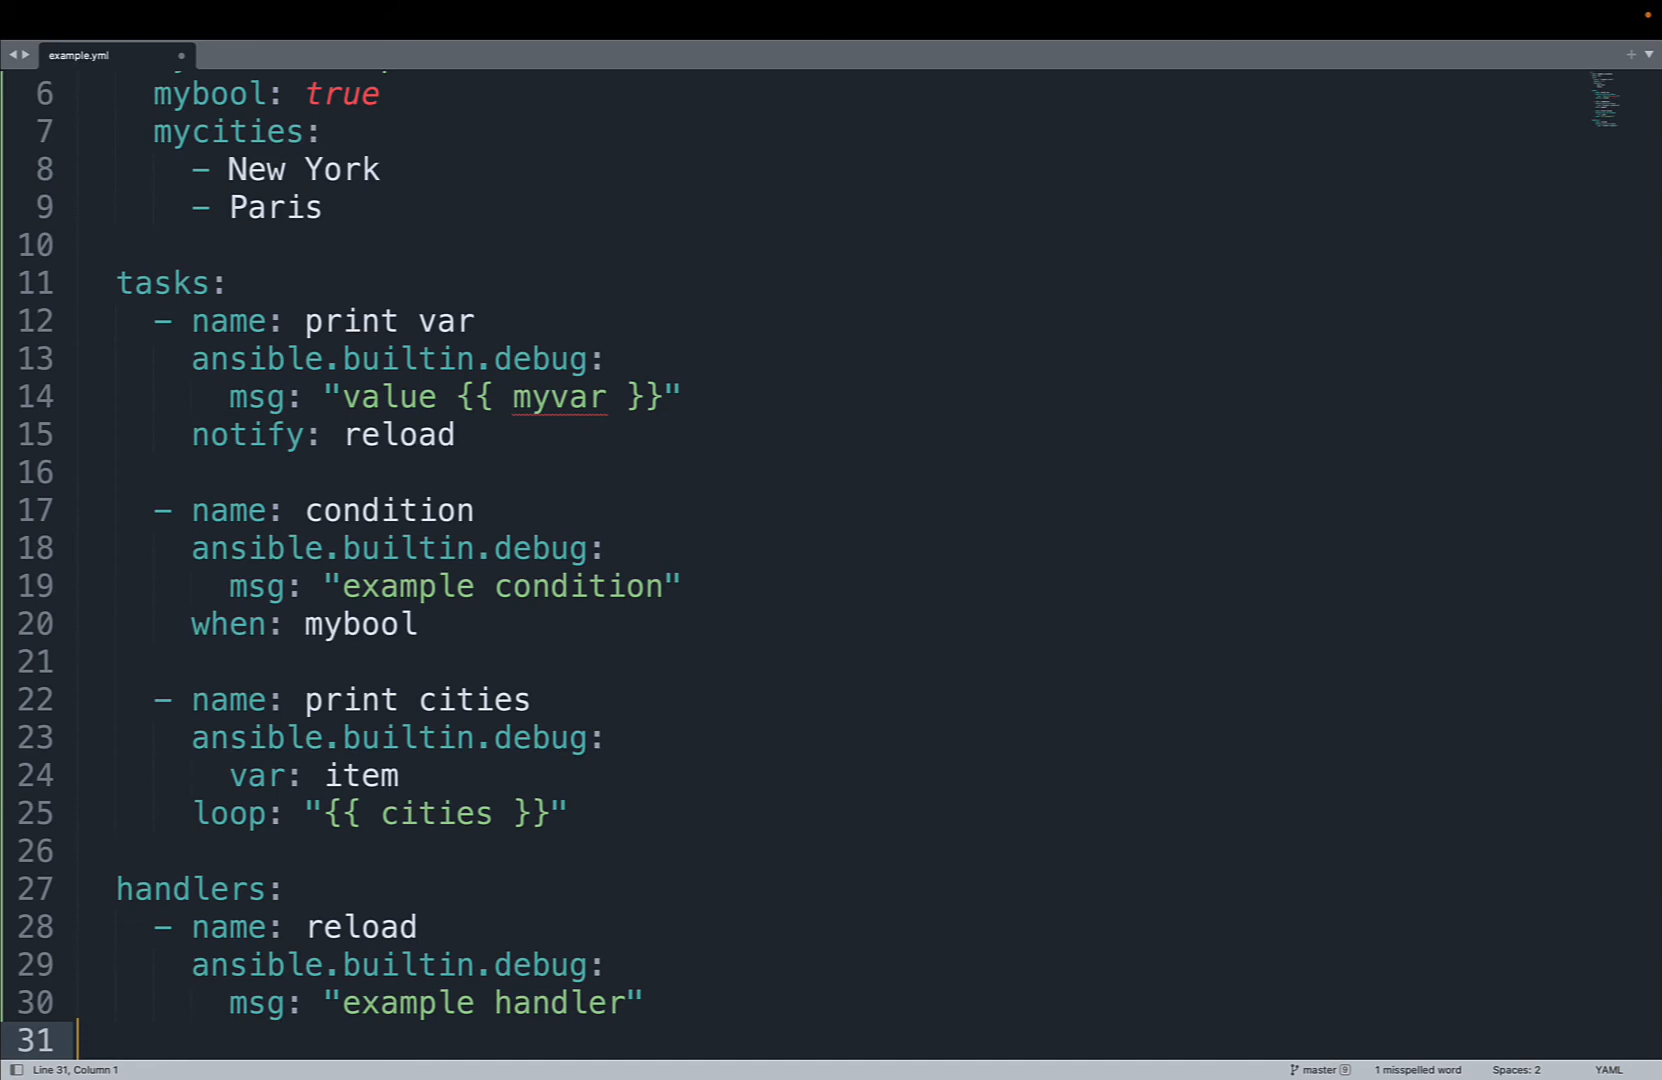 example.yml
6 mybool: true
7 mycities:
8 - New York
9 - Paris
10
11 tasks:
12 - name: print var
13 ansible.builtin.debug:
14 msg: "value {{ myvar }}"
15 notify: reload
16
17 - name: condition
18 ansible.builtin.debug:
19 msg: "example condition"
20 when: mybool
21
22 - name: print cities
23 ansible.builtin.debug:
24 var: item
25 loop: "{{ cities }}"
26
27 handlers:
28 - name: reload
29 ansible.builtin.debug:
30 msg: "example handler"
31
Line 31, Column 1 master 9 1 misspelled word Spaces: 2 YAML